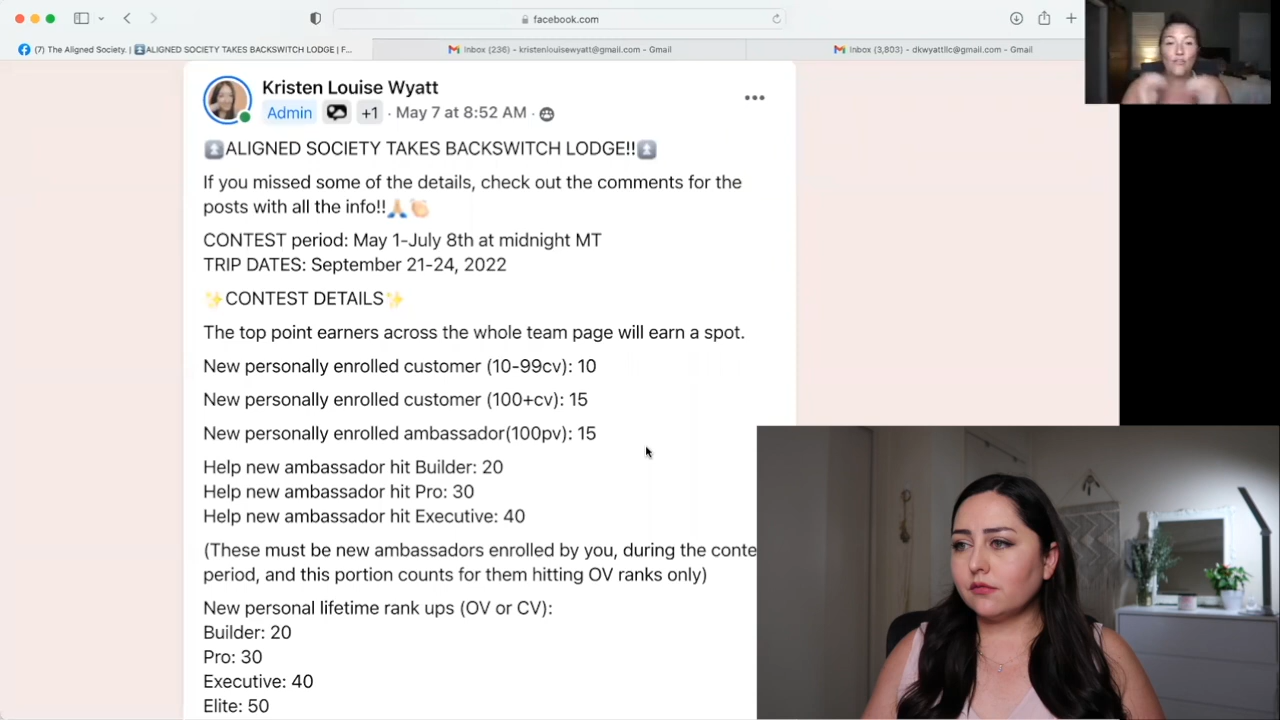 facebook.com
(7) The Aligned Society. | ⏫ALIGNED SOCIETY TAKES BACKSWITCH LODGE | F...
Inbox (236) - kristenlouisewyatt@gmail.com - Gmail
Inbox (3,803) - dkwyattllc@gmail.com - Gmail
Kristen Louise Wyatt
Admin +1 · May 7 at 8:52 AM ·
⏫ALIGNED SOCIETY TAKES BACKSWITCH LODGE!!⏫
If you missed some of the details, check out the comments for the
posts with all the info!!🙏🏻👏🏻
CONTEST period: May 1-July 8th at midnight MT
TRIP DATES: September 21-24, 2022
✨CONTEST DETAILS✨
The top point earners across the whole team page will earn a spot.
New personally enrolled customer (10-99cv): 10
New personally enrolled customer (100+cv): 15
New personally enrolled ambassador(100pv): 15
Help new ambassador hit Builder: 20
Help new ambassador hit Pro: 30
Help new ambassador hit Executive: 40
(These must be new ambassadors enrolled by you, during the conte
period, and this portion counts for them hitting OV ranks only)
New personal lifetime rank ups (OV or CV):
Builder: 20
Pro: 30
Executive: 40
Elite: 50